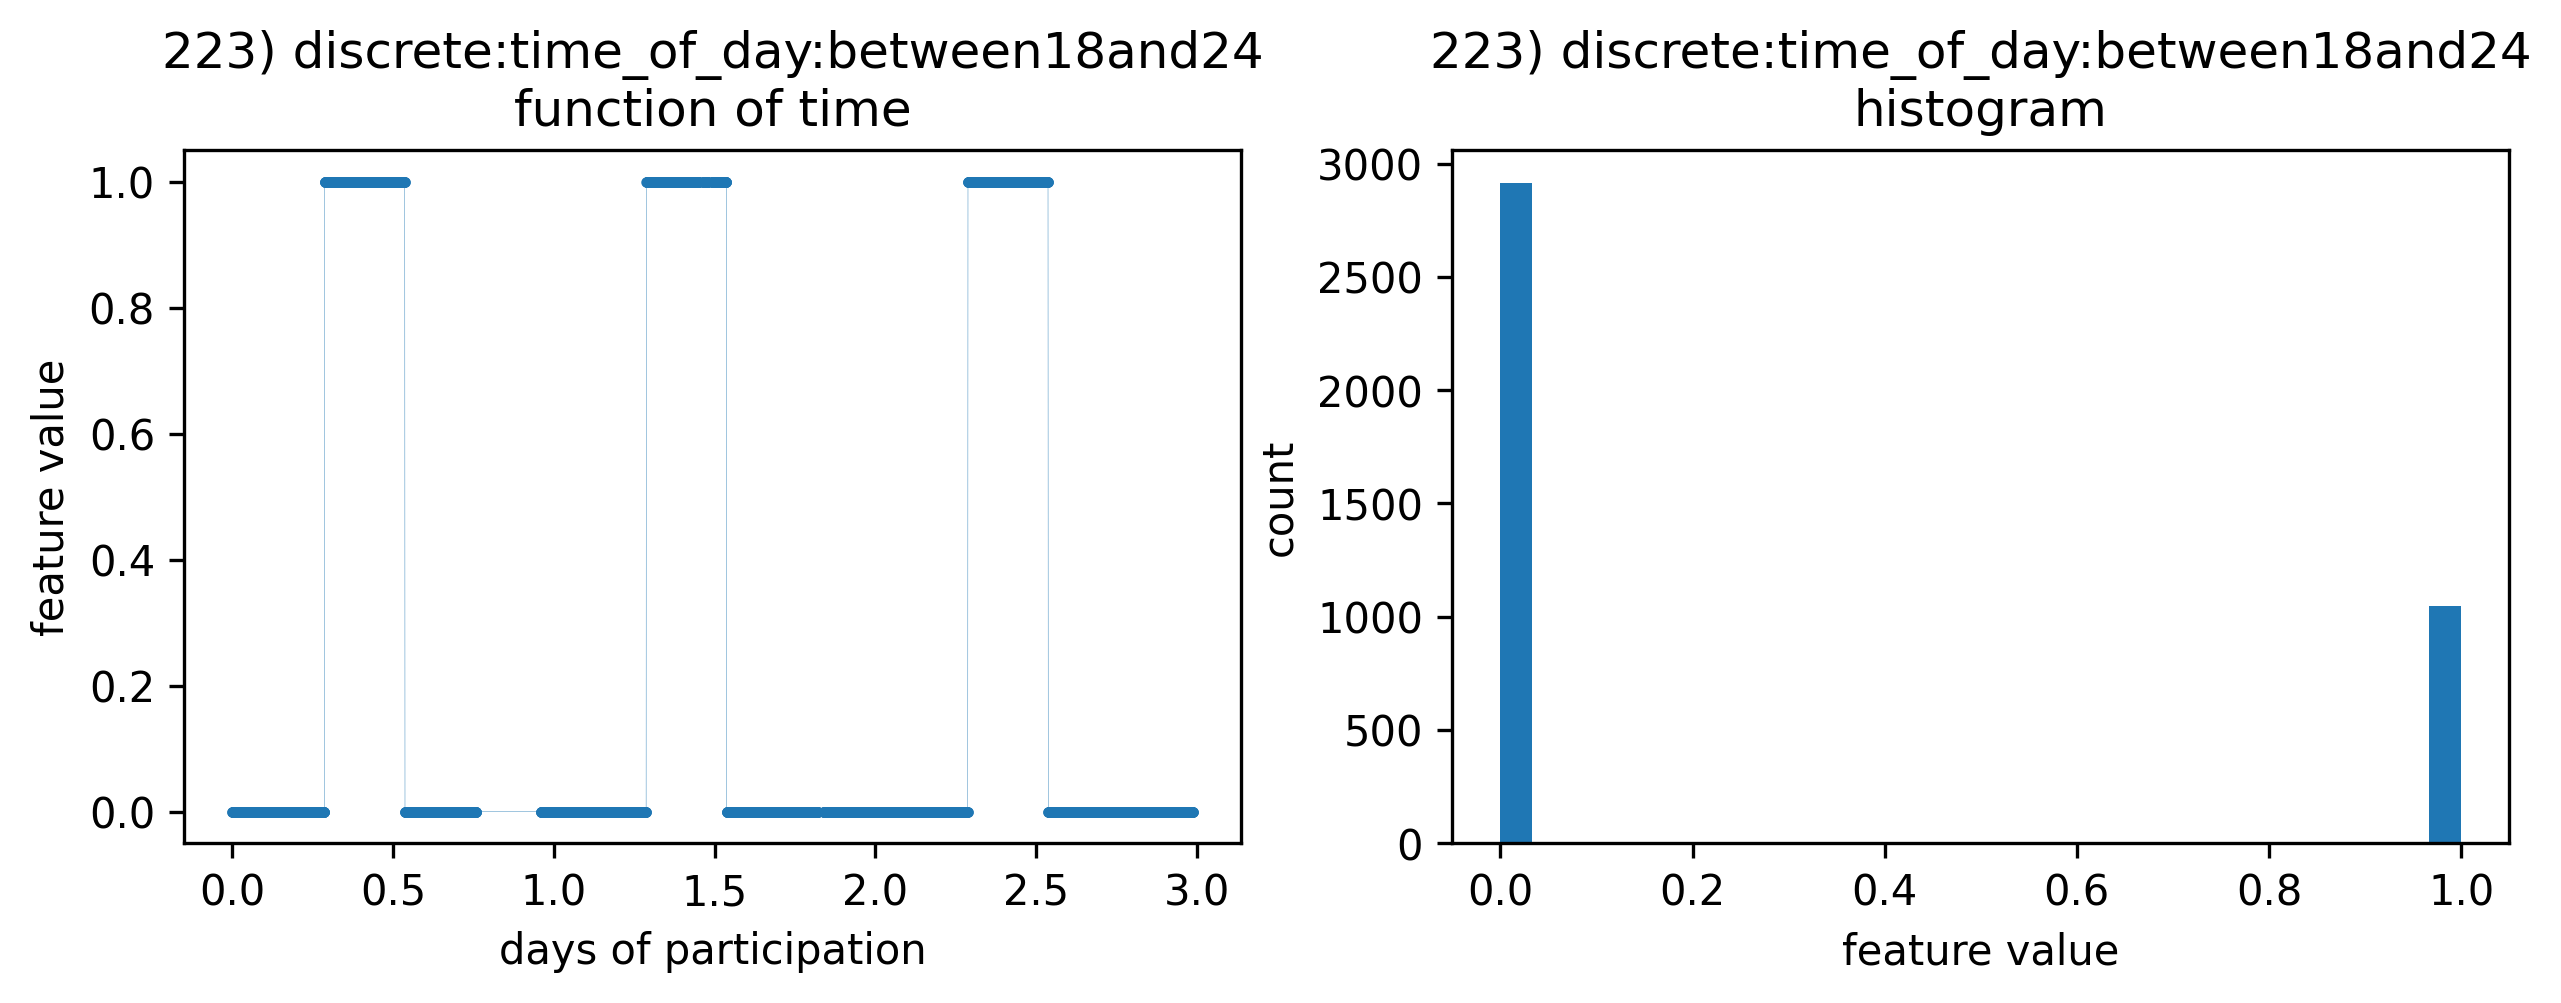 223) discrete:time_of_day:between18and24
function of time
1.0
0.8
0.6
0.4
0.2
0.0
feature value
0.0 0.5 1.0 1.5 2.0 2.5 3.0
days of participation
223) discrete:time_of_day:between18and24
histogram
3000
2500
2000
1500
1000
500
0
count
0.0 0.2 0.4 0.6 0.8 1.0
feature value